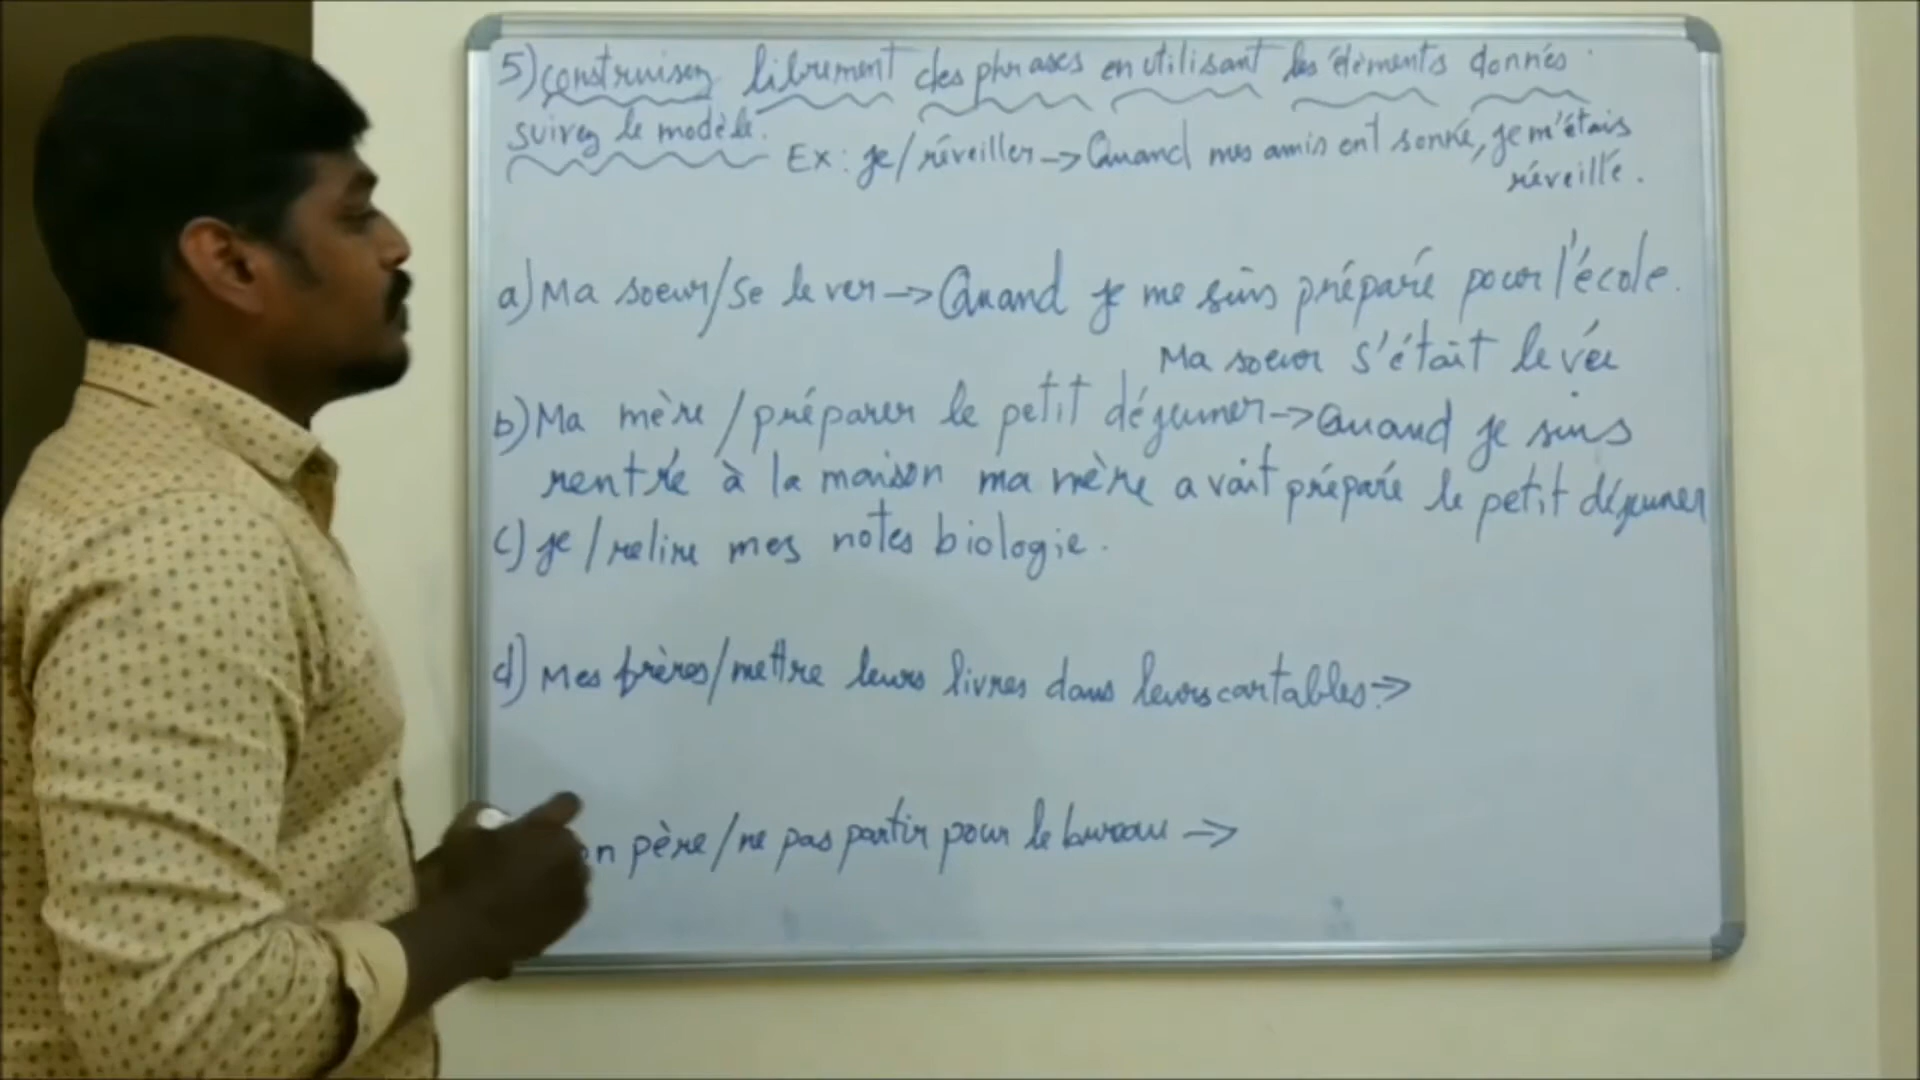 5) construisez librement des phrases en utilisant les éléments donnés.
suivez le modèle. Ex: je/réveiller -> Quand mes amis ont sonné, je m'étais
réveillé.
a) Ma soeur/se lever -> Quand je me suis préparé pour l'école.
Ma soeur s'était levée
b) Ma mère / préparer le petit déjeuner -> Quand je suis
rentré à la maison ma mère avait préparé le petit déjeuner
c) je / relire mes notes biologie.
d) Mes frères/mettre leurs livres dans leurs cartables. ->
on père/ne pas partir pour le bureau ->